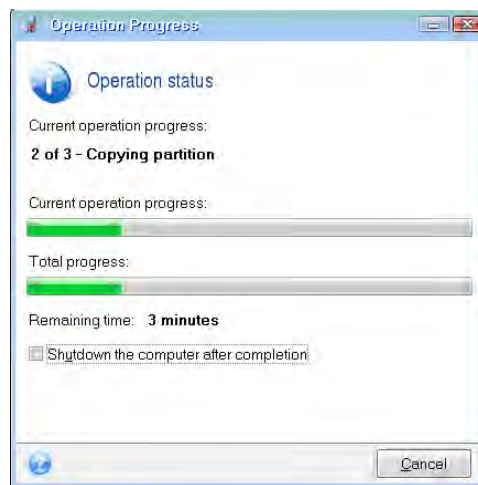 Operation Progress
Operation status
Current operation progress:
2 of 3 - Copying partition
Current operation progress:
Total progress:
Remaining time: 3 minutes
Shutdown the computer after completion
Cancel